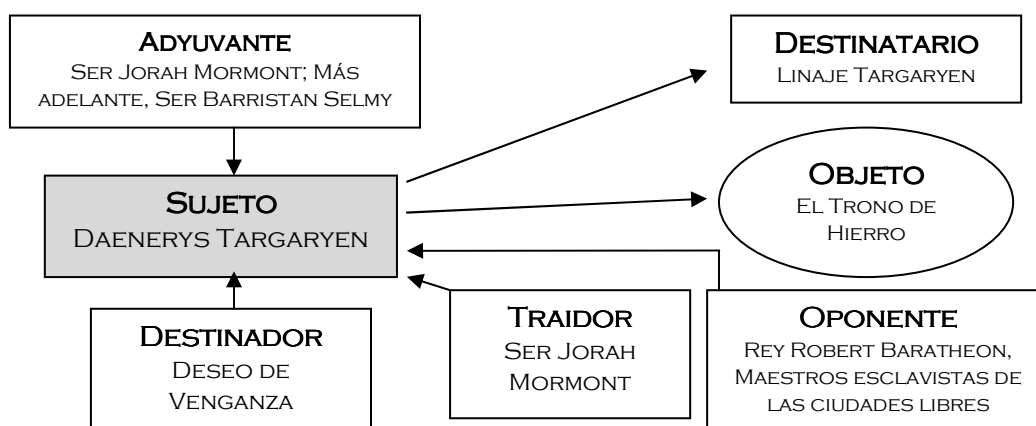 Adyuvante
Ser Jorah Mormont; Más
adelante, Ser Barristan Selmy
Destinatario
Linaje Targaryen
Sujeto
Daenerys Targaryen
Objeto
El Trono de
Hierro
Destinador
Deseo de
Venganza
Traidor
Ser Jorah
Mormont
Oponente
Rey Robert Baratheon,
Maestros esclavistas de
las ciudades libres